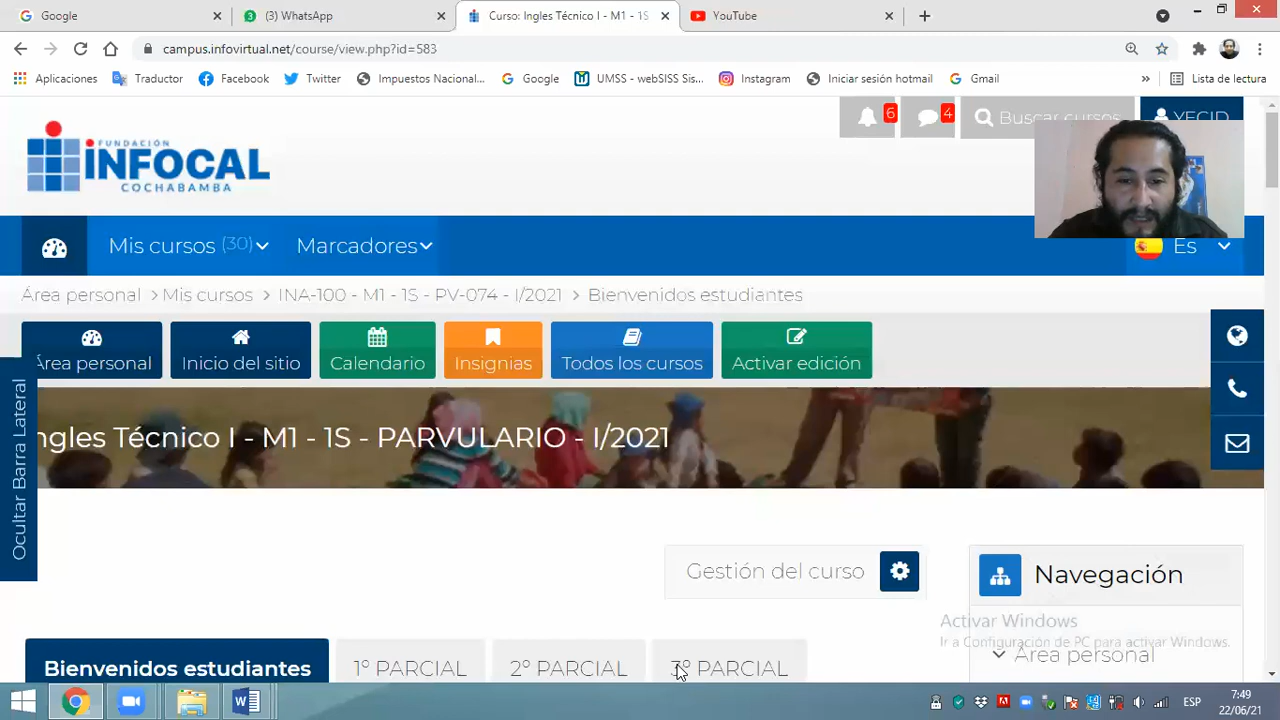 Google
(3) WhatsApp
Curso: Ingles Técnico I - M1 - 1S
YouTube
campus.infovirtual.net/course/view.php?id=583
Aplicaciones
Traductor
Facebook
Twitter
Impuestos Nacional...
Google
UMSS - webSISS Sis...
Instagram
Iniciar sesión hotmail
Gmail
»
Lista de lectura
6
4
Buscar cursos
YECID
FUNDACIÓN
INFOCAL
COCHABAMBA
Mis cursos (30)
Marcadores
Es
Área personal > Mis cursos > INA-100 - M1 - 1S - PV-074 - I/2021 > Bienvenidos estudiantes
Área personal
Inicio del sitio
Calendario
Insignias
Todos los cursos
Activar edición
Ocultar Barra Lateral
ngles Técnico I - M1 - 1S - PARVULARIO - I/2021
Gestión del curso
Navegación
Activar Windows
Ir a Configuración de PC para activar Windows.
Área personal
Bienvenidos estudiantes
1º PARCIAL
2º PARCIAL
3º PARCIAL
ESP
7:49
22/06/21